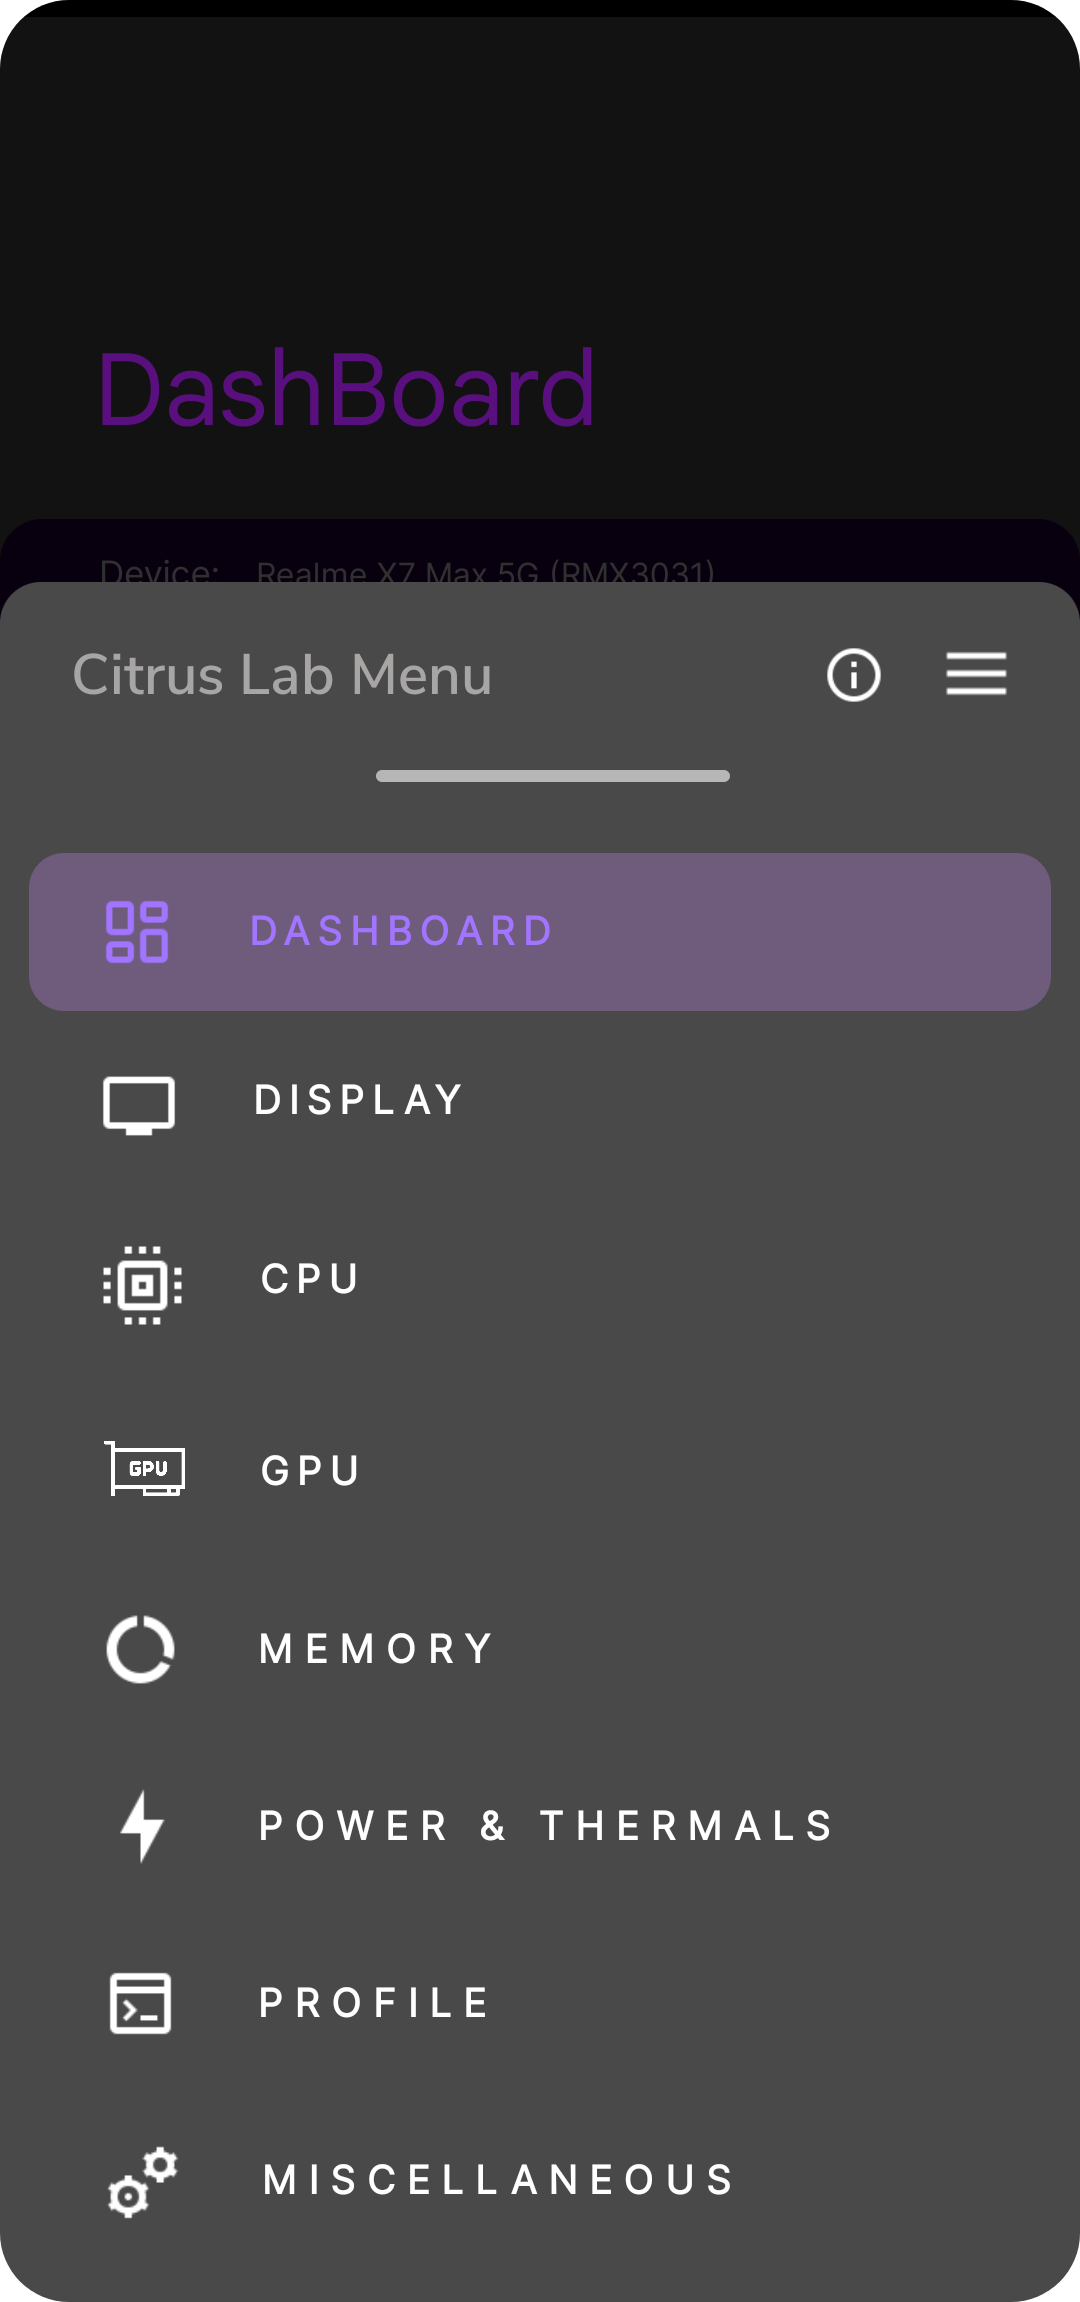 DashBoard
Device: Realme X7 Max 5G (RMX3031)
Citrus Lab Menu
DASHBOARD
DISPLAY
CPU
GPU GPU
MEMORY
POWER & THERMALS
PROFILE
MISCELLANEOUS